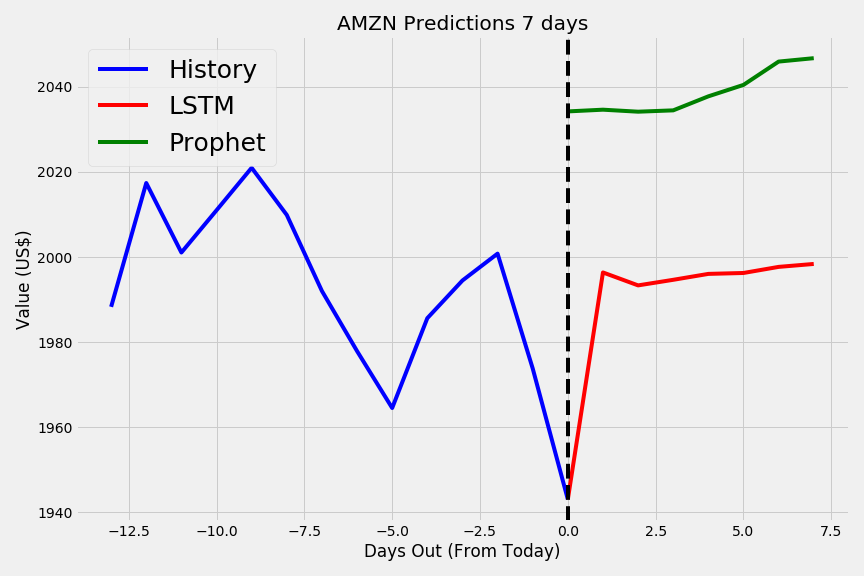 AMZN Predictions 7 days
History
LSTM
Prophet
2040
2020
2000
1980
1960
1940
Value (US$)
−12.5 −10.0 −7.5 −5.0 −2.5 0.0 2.5 5.0 7.5
Days Out (From Today)